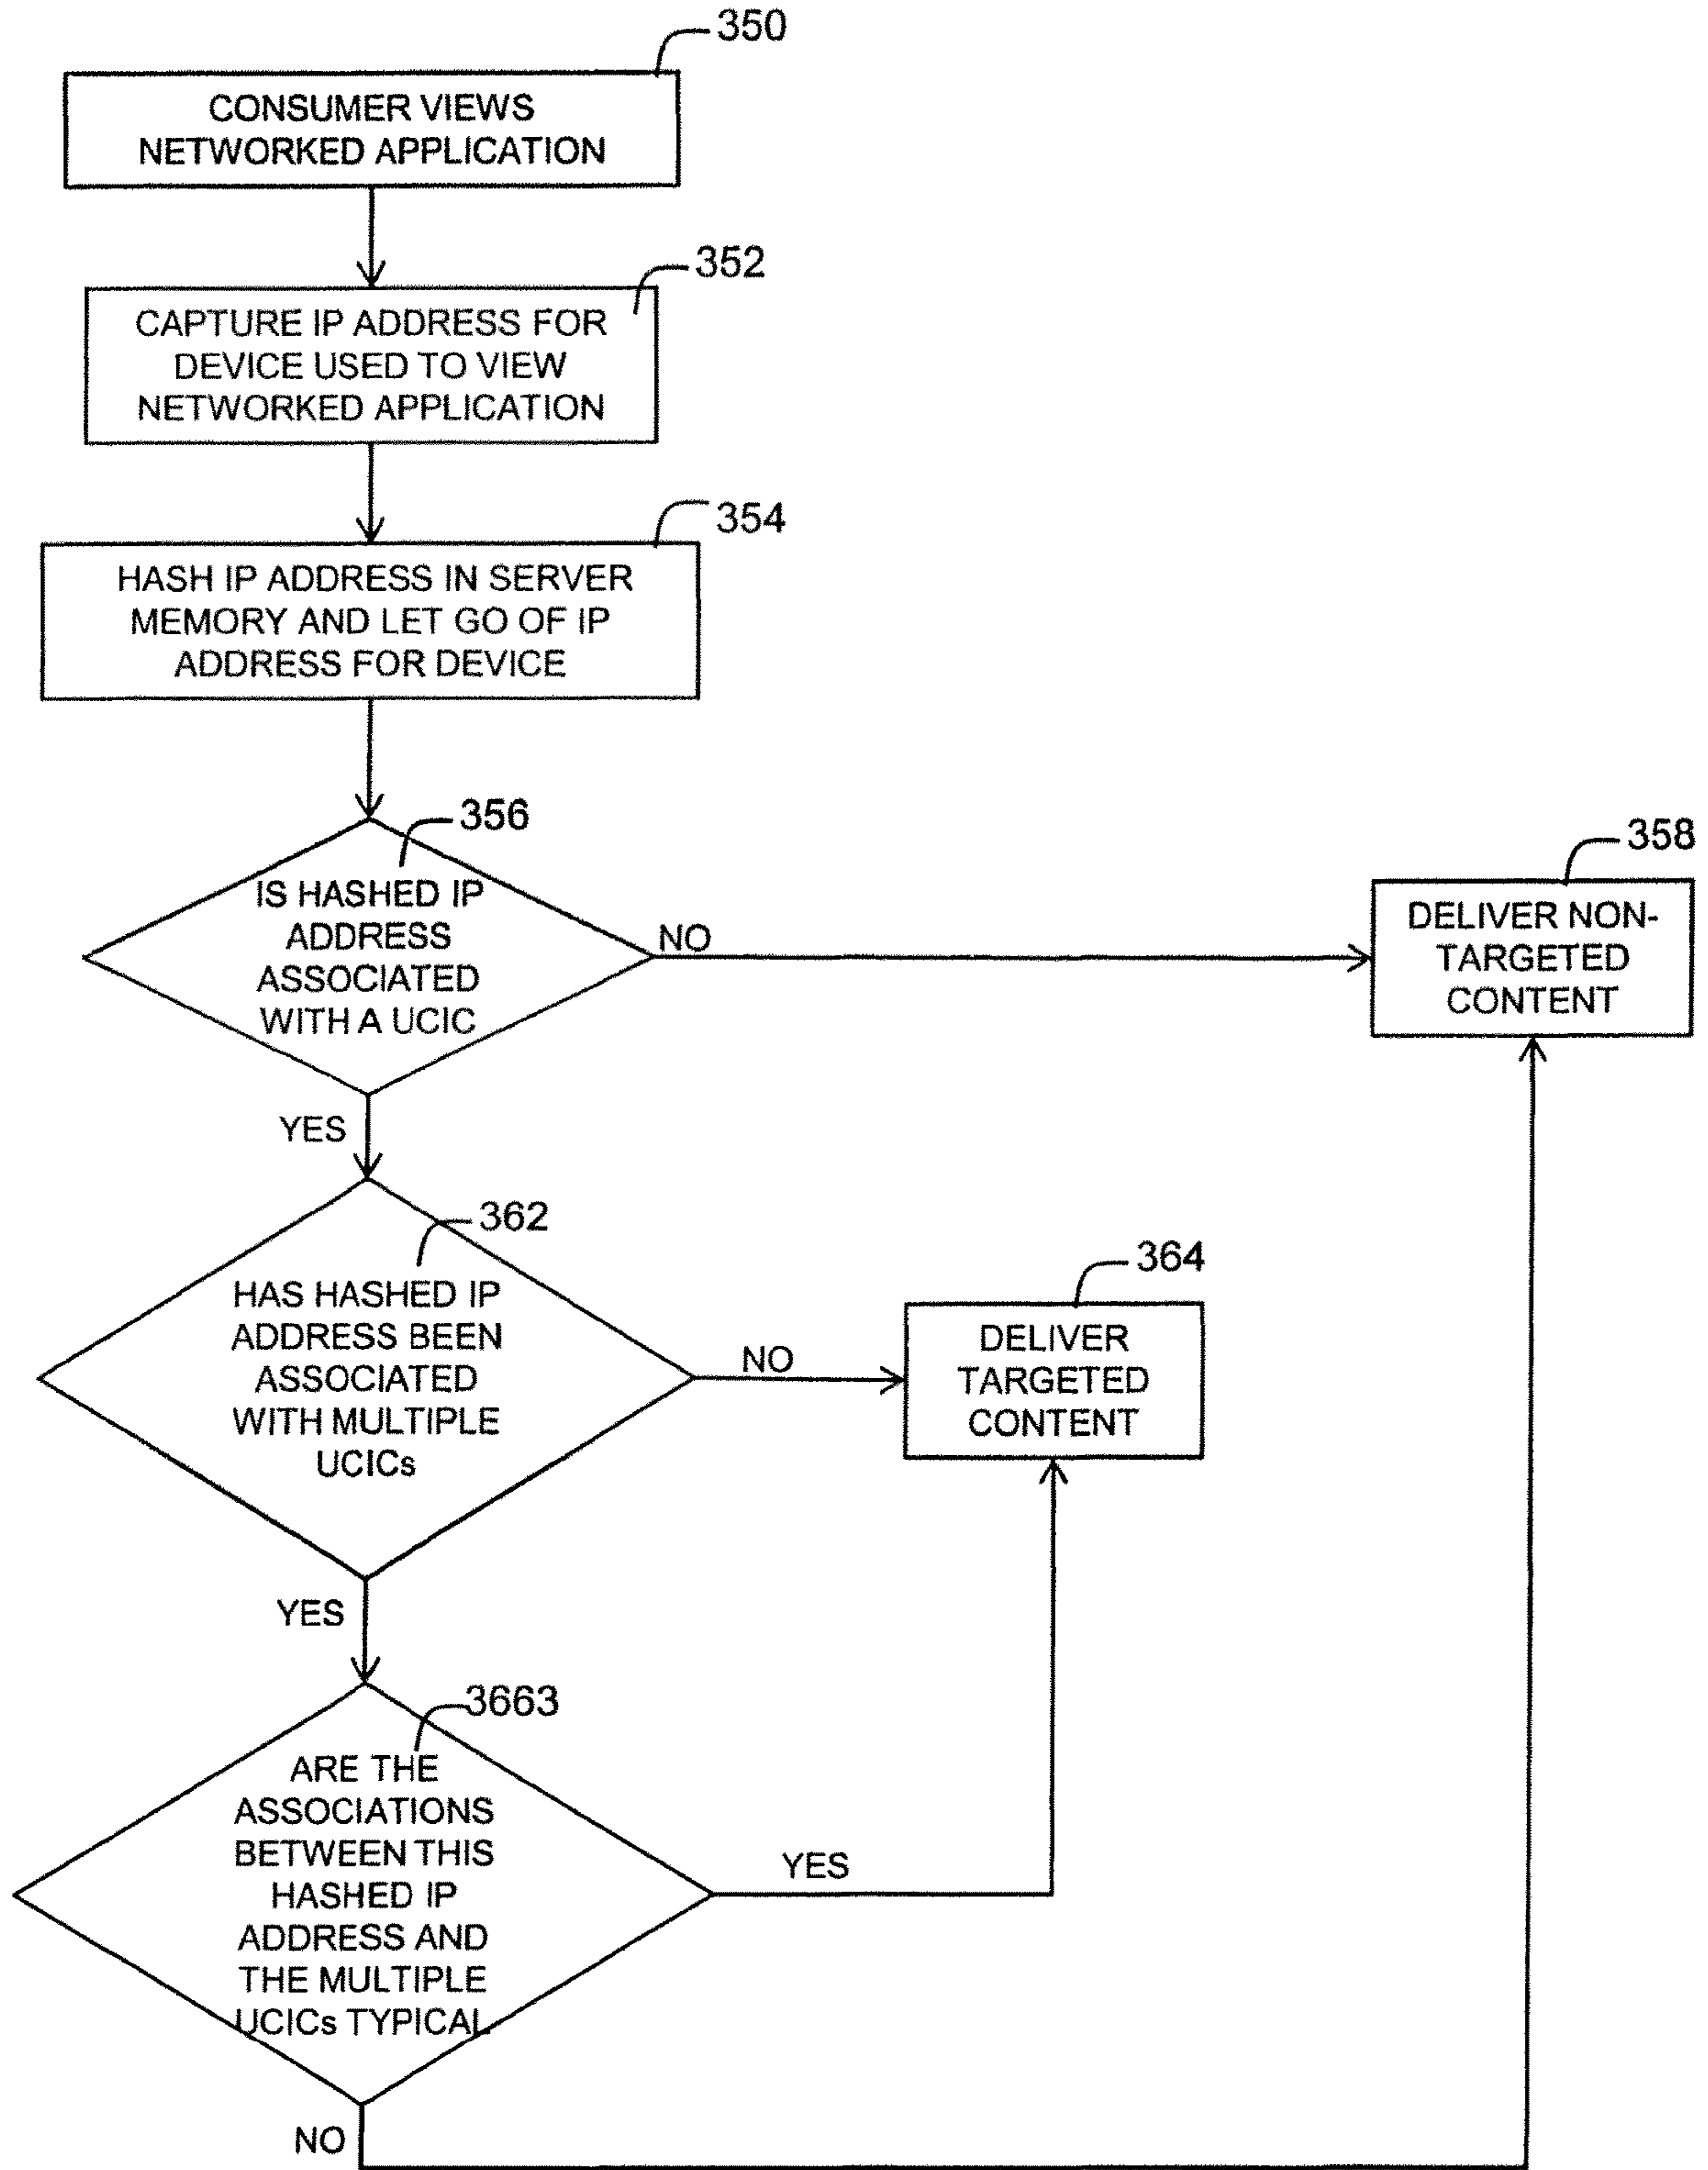 350
CONSUMER VIEWS
NETWORKED APPLICATION
352
CAPTURE IP ADDRESS FOR
DEVICE USED TO VIEW
NETWORKED APPLICATION
354
HASH IP ADDRESS IN SERVER
MEMORY AND LET GO OF IP
ADDRESS FOR DEVICE
356
IS HASHED IP
ADDRESS
ASSOCIATED
WITH A UCIC
NO
358
DELIVER NON-
TARGETED
CONTENT
YES
362
HAS HASHED IP
ADDRESS BEEN
ASSOCIATED
WITH MULTIPLE
UCICs
NO
364
DELIVER
TARGETED
CONTENT
YES
3663
ARE THE
ASSOCIATIONS
BETWEEN THIS
HASHED IP
ADDRESS AND
THE MULTIPLE
UCICs TYPICAL
YES
NO